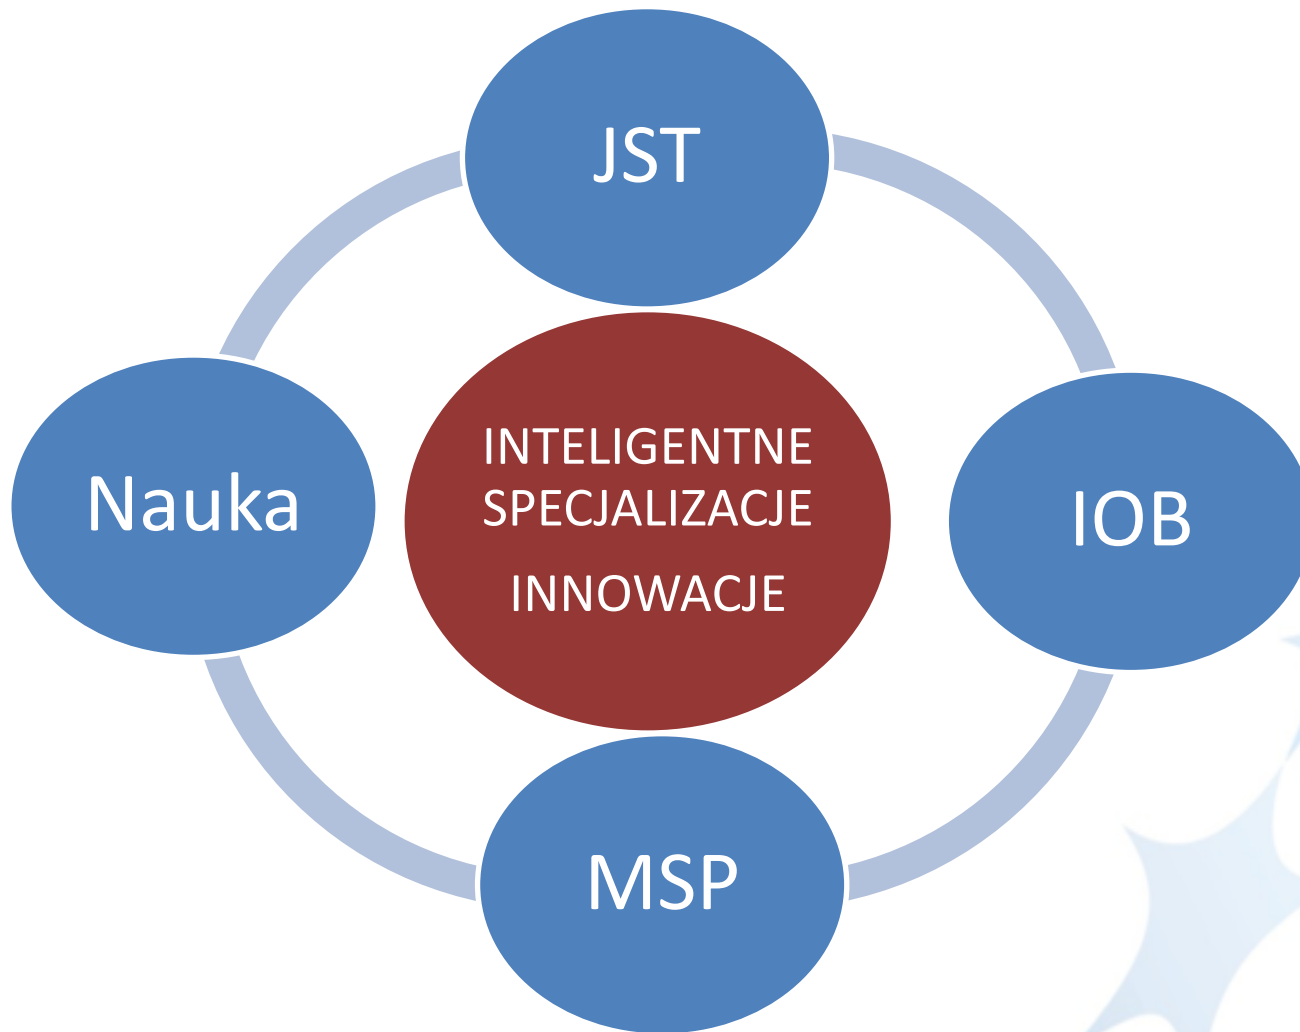 JST
Nauka
INTELIGENTNE
SPECJALIZACJE
INNOWACJE
IOB
MSP